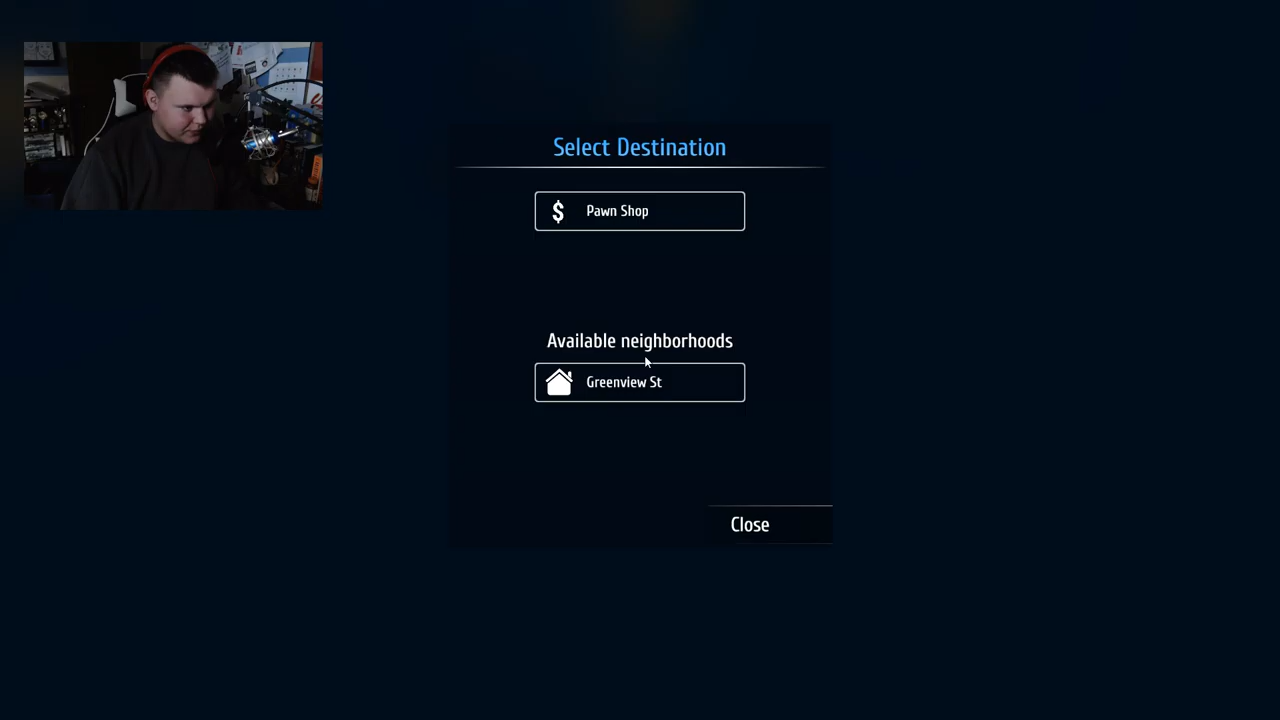 Select Destination
$ Pawn Shop
Available neighborhoods
Greenview St
Close